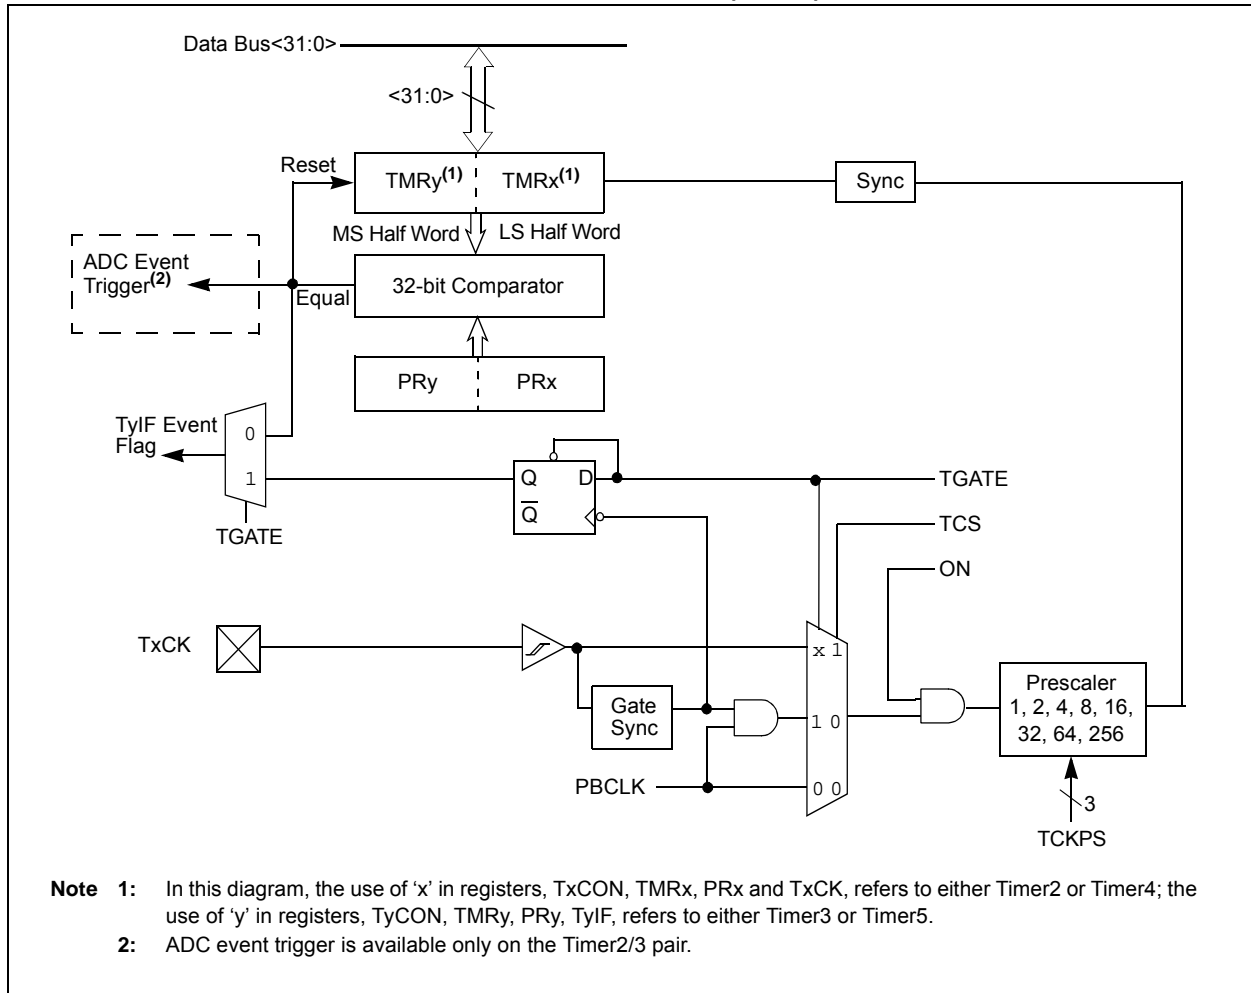 Data Bus<31:0>
<31:0>
Reset
TMRy(1)
TMRx(1)
Sync
MS Half Word
LS Half Word
ADC Event
Trigger(2)
Equal
32-bit Comparator
PRy
PRx
TyIF Event
Flag
0
1
TGATE
Q
D
Q̅
TGATE
TCS
ON
TxCK
x 1
Gate
Sync
1 0
Prescaler
1, 2, 4, 8, 16,
32, 64, 256
PBCLK
0 0
3
TCKPS
Note 1: In this diagram, the use of ‘x’ in registers, TxCON, TMRx, PRx and TxCK, refers to either Timer2 or Timer4; the
use of ‘y’ in registers, TyCON, TMRy, PRy, TyIF, refers to either Timer3 or Timer5.
2: ADC event trigger is available only on the Timer2/3 pair.